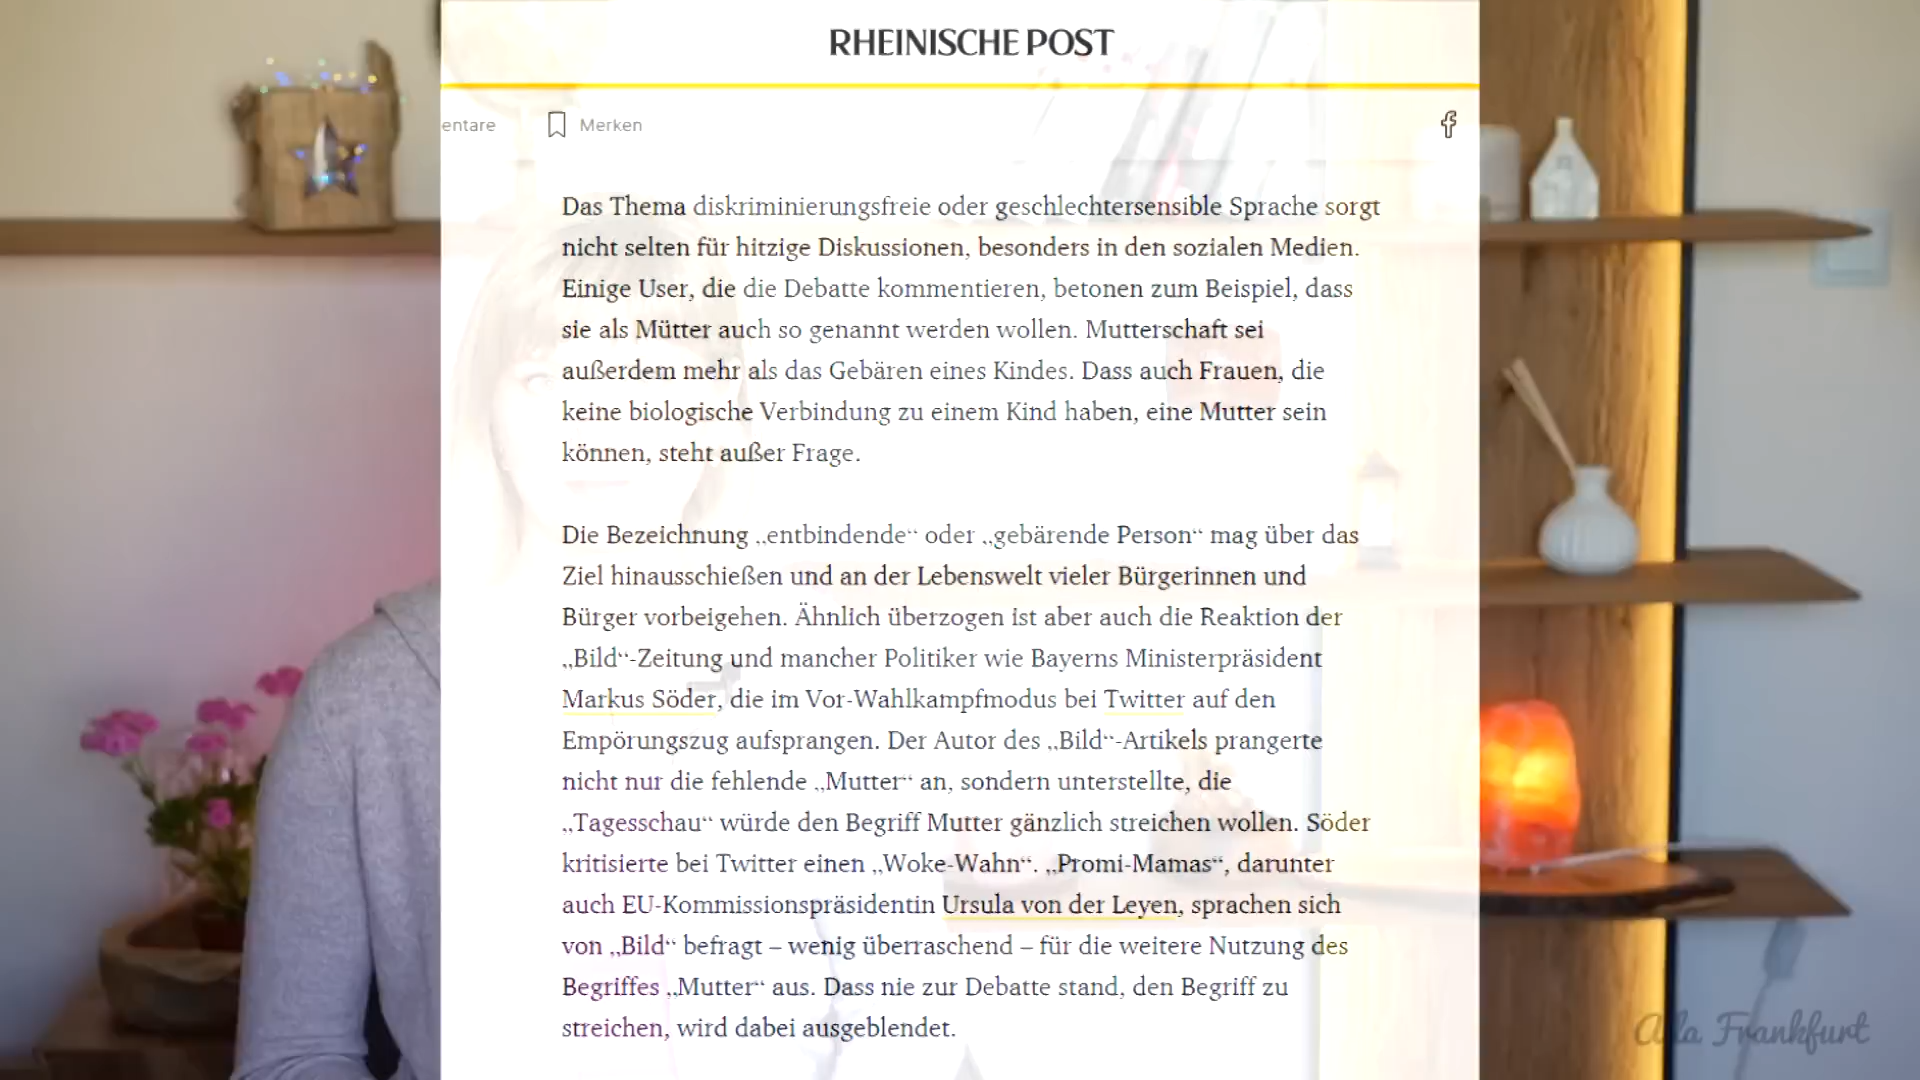 RHEINISCHE POST
entare
Merken
Das Thema diskriminierungsfreie oder geschlechtersensible Sprache sorgt
nicht selten für hitzige Diskussionen, besonders in den sozialen Medien.
Einige User, die die Debatte kommentieren, betonen zum Beispiel, dass
sie als Mütter auch so genannt werden wollen. Mutterschaft sei
außerdem mehr als das Gebären eines Kindes. Dass auch Frauen, die
keine biologische Verbindung zu einem Kind haben, eine Mutter sein
können, steht außer Frage.
Die Bezeichnung „entbindende“ oder „gebärende Person“ mag über das
Ziel hinausschießen und an der Lebenswelt vieler Bürgerinnen und
Bürger vorbeigehen. Ähnlich überzogen ist aber auch die Reaktion der
„Bild“-Zeitung und mancher Politiker wie Bayerns Ministerpräsident
Markus Söder, die im Vor-Wahlkampfmodus bei Twitter auf den
Empörungszug aufsprangen. Der Autor des „Bild“-Artikels prangerte
nicht nur die fehlende „Mutter“ an, sondern unterstellte, die
„Tagesschau“ würde den Begriff Mutter gänzlich streichen wollen. Söder
kritisierte bei Twitter einen „Woke-Wahn“. „Promi-Mamas“, darunter
auch EU-Kommissionspräsidentin Ursula von der Leyen, sprachen sich
von „Bild“ befragt – wenig überraschend – für die weitere Nutzung des
Begriffes „Mutter“ aus. Dass nie zur Debatte stand, den Begriff zu
streichen, wird dabei ausgeblendet.
Frankfurt